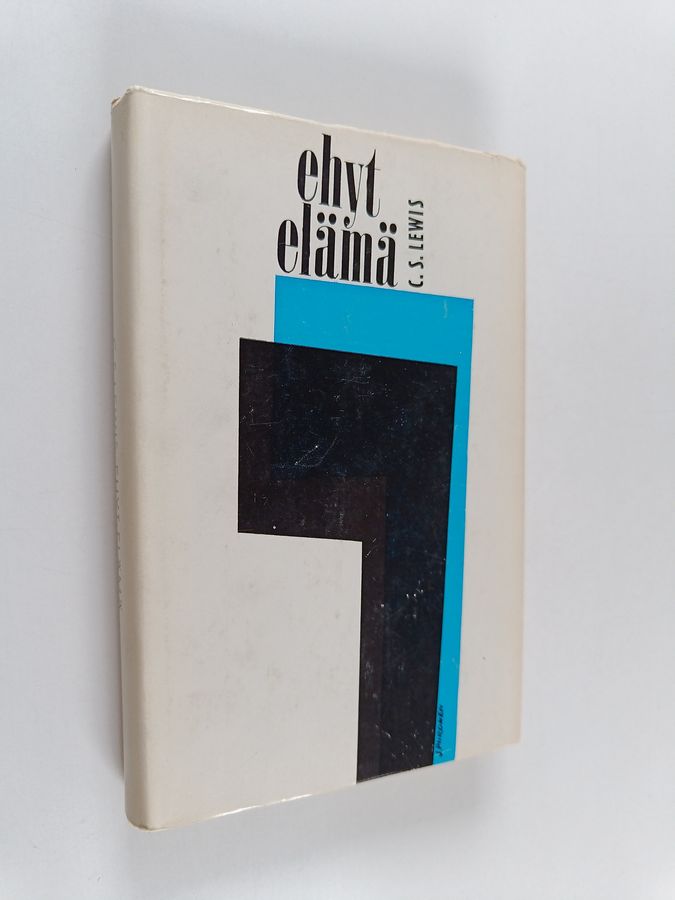 ehyt
elämä
C. S. LEWIS